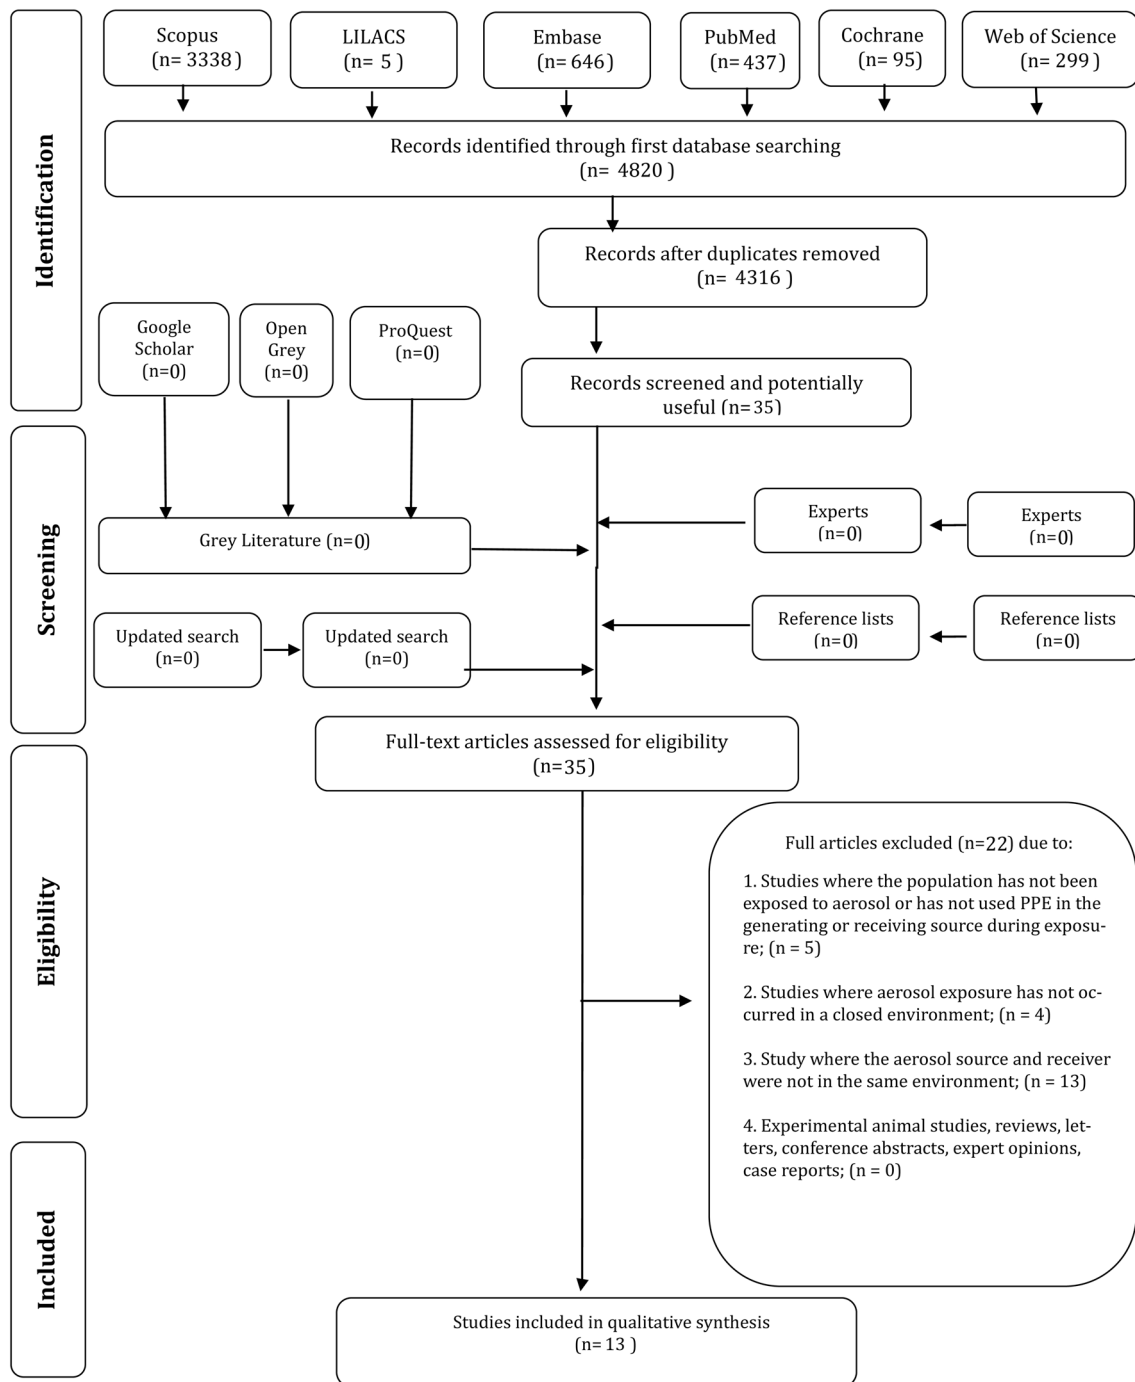 Identification
Scopus
(n= 3338 )
LILACS
(n= 5 )
Embase
(n= 646)
PubMed
(n= 437)
Cochrane
(n= 95)
Web of Science
(n= 299 )
Records identified through first database searching
(n= 4820 )
Records after duplicates removed
(n= 4316 )
Google
Scholar
(n=0)
Open
Grey
(n=0)
ProQuest
(n=0)
Records screened and potentially
useful (n=35)
Screening
Grey Literature (n=0)
Experts
(n=0)
Experts
(n=0)
Updated search
(n=0)
Updated search
(n=0)
Reference lists
(n=0)
Reference lists
(n=0)
Eligibility
Full-text articles assessed for eligibility
(n=35)
Full articles excluded (n=22) due to:
1. Studies where the population has not been
exposed to aerosol or has not used PPE in the
generating or receiving source during exposu-
re; (n = 5)
2. Studies where aerosol exposure has not oc-
curred in a closed environment; (n = 4)
3. Study where the aerosol source and receiver
were not in the same environment; (n = 13)
4. Experimental animal studies, reviews, let-
ters, conference abstracts, expert opinions,
case reports; (n = 0)
Included
Studies included in qualitative synthesis
(n= 13 )